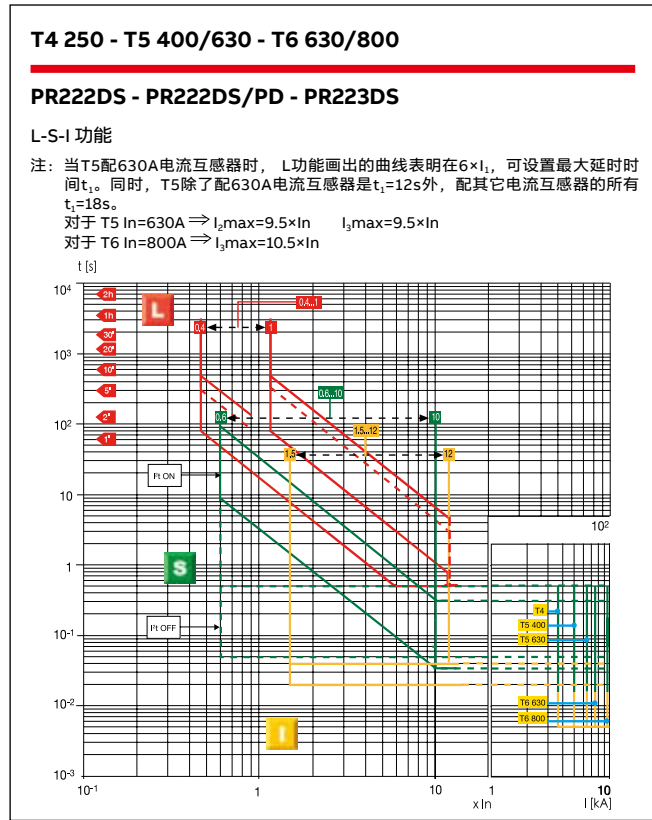 T4 250 - T5 400/630 - T6 630/800
PR222DS - PR222DS/PD - PR223DS
L-S-I 功能
注：当T5配630A电流互感器时， L功能画出的曲线表明在6×I₁，可设置最大延时时
间t₁。同时，T5除了配630A电流互感器是t₁=12s外，配其它电流互感器的所有
t₁=18s。
对于 T5 In=630A ⟹ I₂max=9.5×In I₃max=9.5×In
对于 T6 In=800A ⟹ I₃max=10.5×In
t [s]
10⁴
2h
L
0,4...1
1h
0,4
1
30'
20'
10³
10'
5'
0.6...10
2'
0.6
10
10²
1,5...12
1'
1,5
12
I²t ON
10
10²
1
S
T4
T5 400
I²t OFF
10⁻¹
T5 630
10⁻²
T6 630
T6 800
I
10⁻³
10⁻¹
1
10
1
10
x In
I [kA]